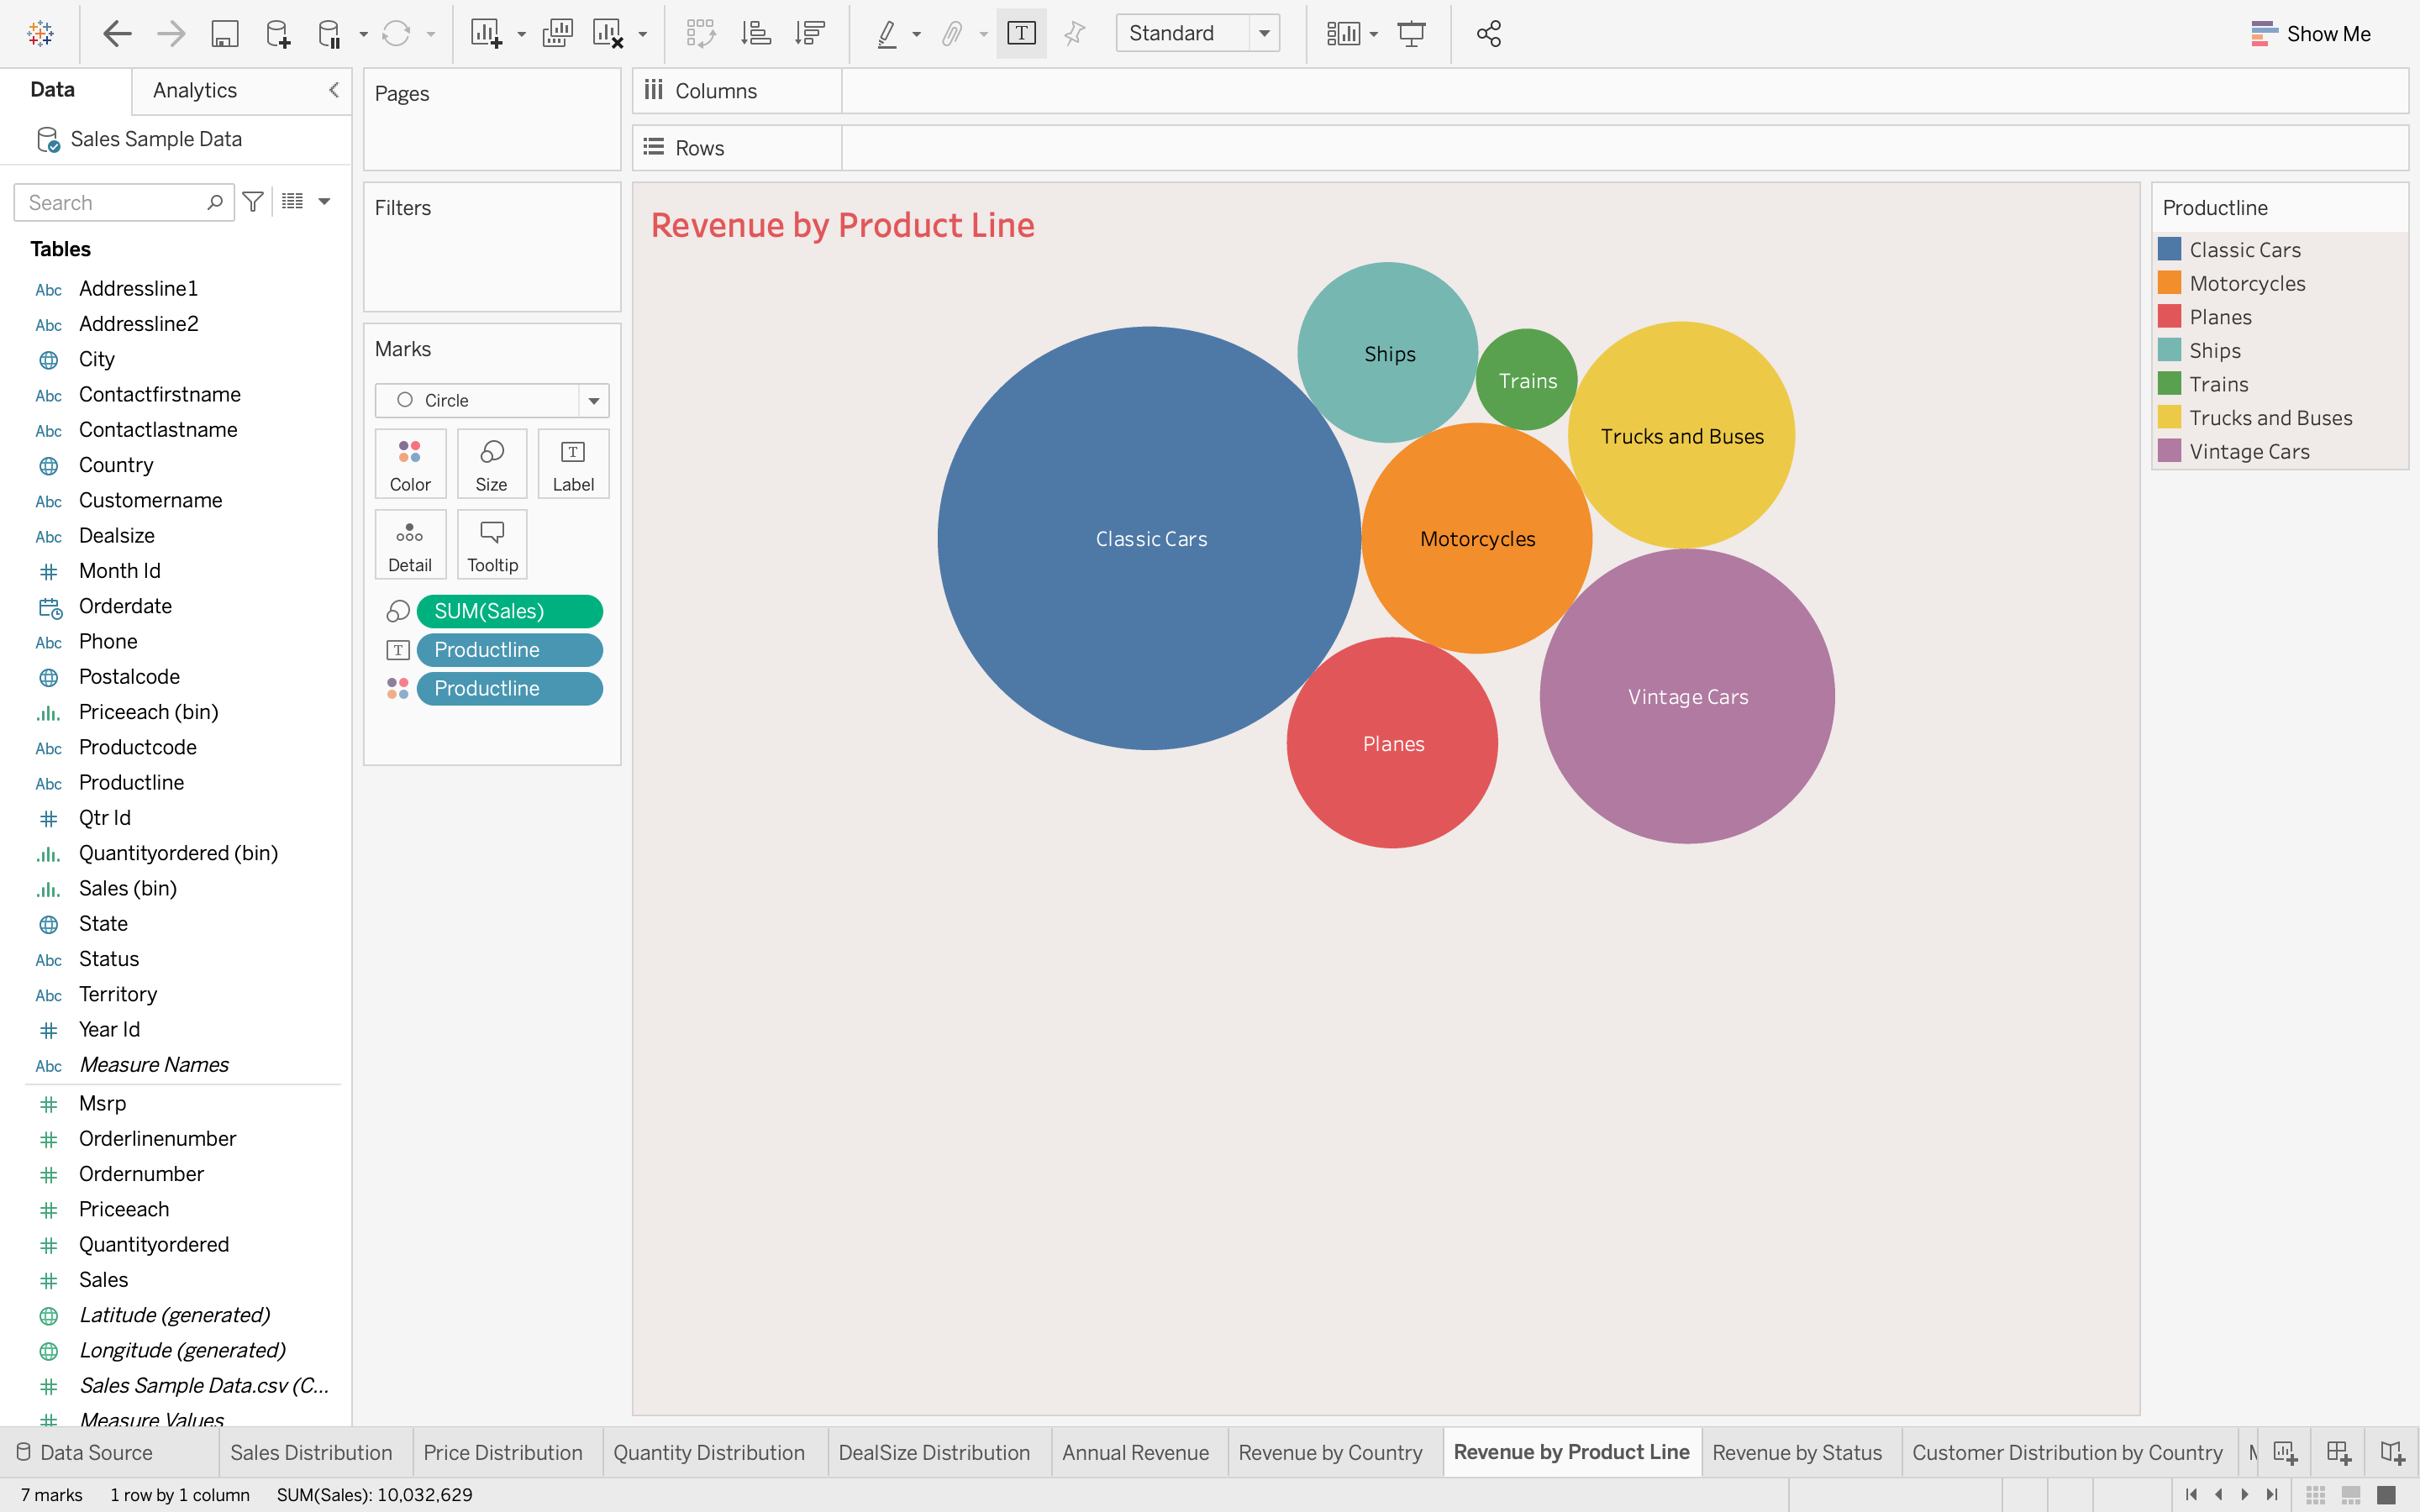 Standard
Show Me
Data
Analytics
Sales Sample Data
Search
Tables
Abc Addressline1
Abc Addressline2
City
Abc Contactfirstname
Abc Contactlastname
Country
Abc Customername
Abc Dealsize
Month Id
Orderdate
Abc Phone
Postalcode
Priceeach (bin)
Abc Productcode
Abc Productline
Qtr Id
Quantityordered (bin)
Sales (bin)
State
Abc Status
Abc Territory
Year Id
Abc Measure Names
Msrp
Orderlinenumber
Ordernumber
Priceeach
Quantityordered
Sales
Latitude (generated)
Longitude (generated)
Sales Sample Data.csv (C...
Measure Values
Pages
Filters
Marks
Circle
Color
Size
T
Label
Detail
Tooltip
SUM(Sales)
T Productline
Productline
Columns
Rows
Revenue by Product Line
Ships
Trains
Trucks and Buses
Classic Cars
Motorcycles
Vintage Cars
Planes
Productline
Classic Cars
Motorcycles
Planes
Ships
Trains
Trucks and Buses
Vintage Cars
Data Source
Sales Distribution
Price Distribution
Quantity Distribution
DealSize Distribution
Annual Revenue
Revenue by Country
Revenue by Product Line
Revenue by Status
Customer Distribution by Country
7 marks
1 row by 1 column
SUM(Sales): 10,032,629